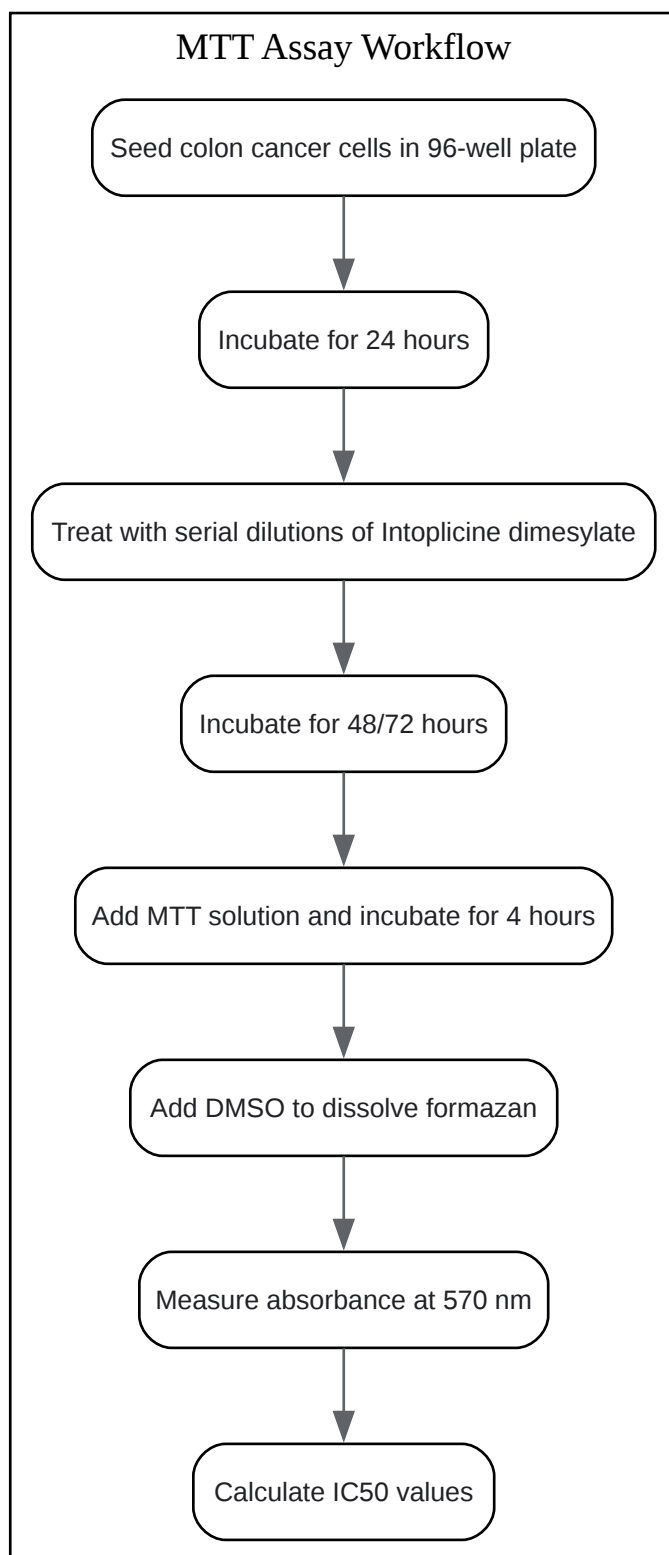 MTT Assay Workflow
Seed colon cancer cells in 96-well plate
Incubate for 24 hours
Treat with serial dilutions of Intoplicine dimesylate
Incubate for 48/72 hours
Add MTT solution and incubate for 4 hours
Add DMSO to dissolve formazan
Measure absorbance at 570 nm
Calculate IC50 values